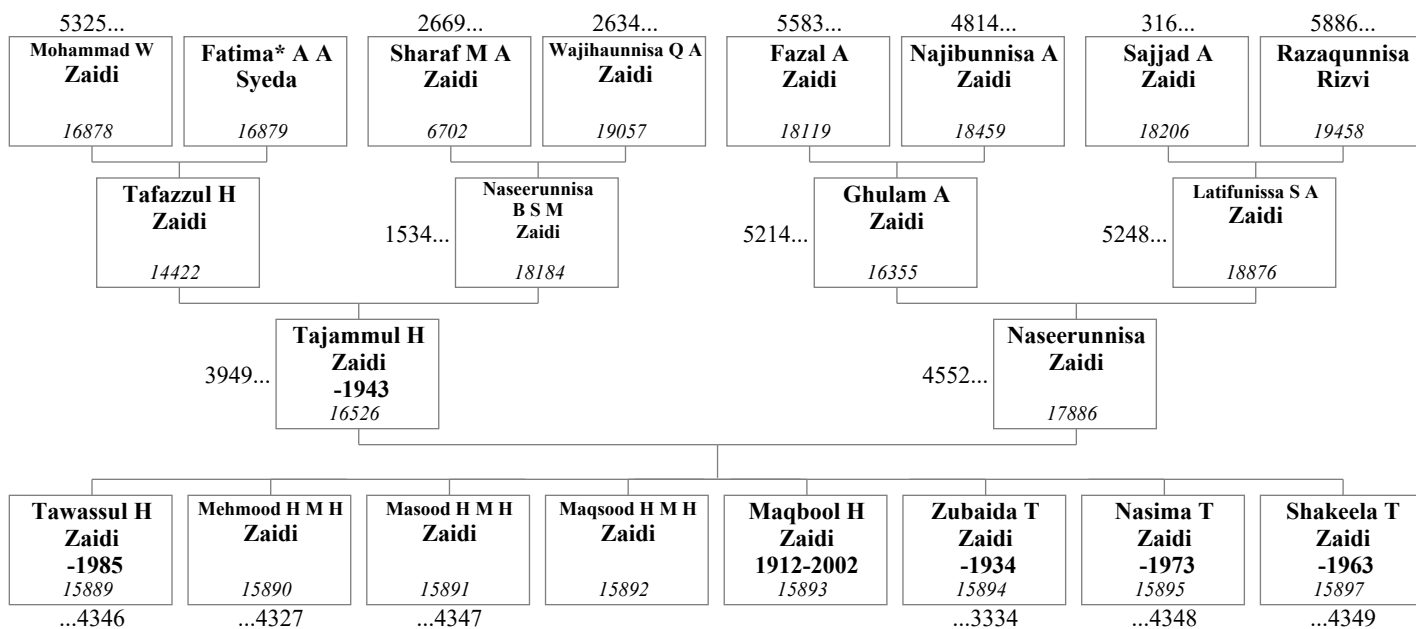 5325...
2669...
2634...
5583...
4814...
316...
5886...
Mohammad W
Zaidi
16878
Fatima* A A
Syeda
16879
Sharaf M A
Zaidi
6702
Wajihaunnisa Q A
Zaidi
19057
Fazal A
Zaidi
18119
Najibunnisa A
Zaidi
18459
Sajjad A
Zaidi
18206
Razaqunnisa
Rizvi
19458
Tafazzul H
Zaidi
14422
1534...
Naseerunnisa
B S M
Zaidi
18184
5214...
Ghulam A
Zaidi
16355
5248...
Latifunissa S A
Zaidi
18876
3949...
Tajammul H
Zaidi
-1943
16526
4552...
Naseerunnisa
Zaidi
17886
Tawassul H
Zaidi
-1985
15889
...4346
Mehmood H M H
Zaidi
15890
...4327
Masood H M H
Zaidi
15891
...4347
Maqsood H M H
Zaidi
15892
Maqbool H
Zaidi
1912-2002
15893
Zubaida T
Zaidi
-1934
15894
...3334
Nasima T
Zaidi
-1973
15895
...4348
Shakeela T
Zaidi
-1963
15897
...4349